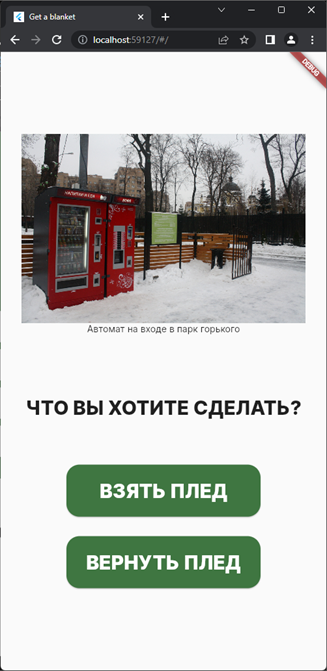 Get a blanket
localhost:59127/#/
DEBUG
Автомат на входе в парк горького
ЧТО ВЫ ХОТИТЕ СДЕЛАТЬ?
ВЗЯТЬ ПЛЕД
ВЕРНУТЬ ПЛЕД